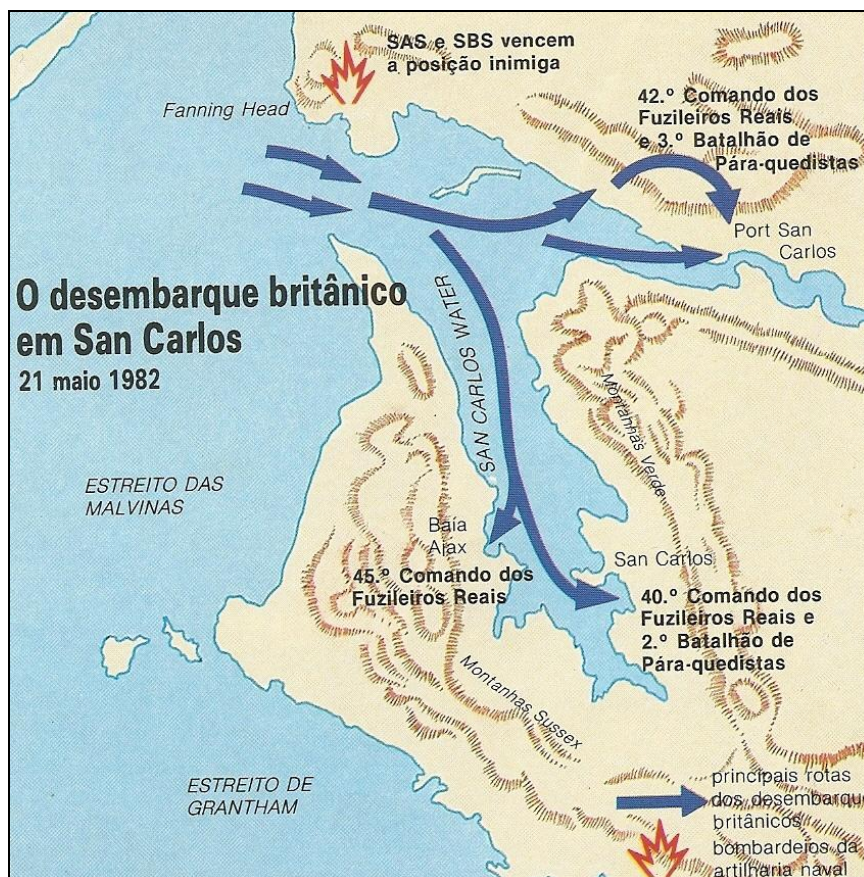 SAS e SBS vencem
a posição inimiga
Fanning Head
42.º Comando dos
Fuzileiros Reais
e 3.º Batalhão de
Pára-quedistas
Port San
Carlos
O desembarque britânico
em San Carlos
21 maio 1982
SAN CARLOS WATER
Montanhas Verde
ESTREITO DAS
MALVINAS
Baía
Ajax
45.º Comando dos
Fuzileiros Reais
San Carlos
40.º Comando dos
Fuzileiros Reais e
2.º Batalhão de
Pára-quedistas
Montanhas Sussex
ESTREITO DE
GRANTHAM
principais rotas
dos desembarque
britânicos
bombardeios da
artilharia naval